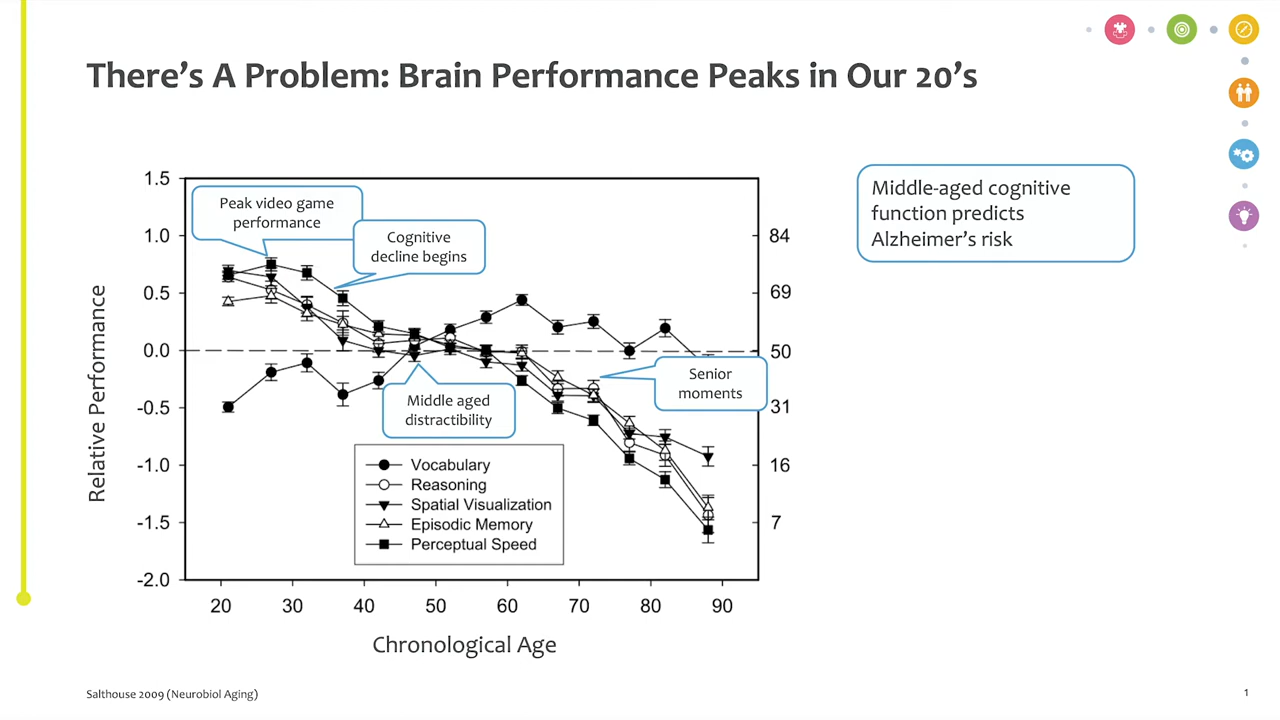 There's A Problem: Brain Performance Peaks in Our 20's
Middle-aged cognitive
function predicts
Alzheimer's risk
Peak video game
performance
Cognitive
decline begins
Middle aged
distractibility
Senior
moments
Relative Performance
1.5
1.0
0.5
0.0
-0.5
-1.0
-1.5
-2.0
84
69
50
31
16
7
Vocabulary
Reasoning
Spatial Visualization
Episodic Memory
Perceptual Speed
20 30 40 50 60 70 80 90
Chronological Age
Salthouse 2009 (Neurobiol Aging)
1